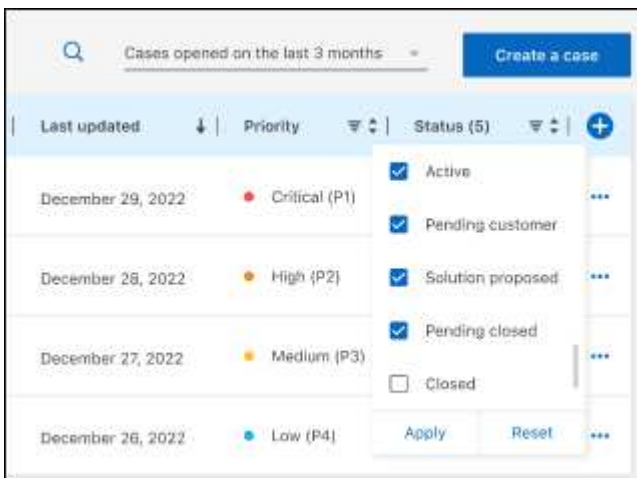 Cases opened on the last 3 months
Create a case
Last updated
Priority
Status (5)
Active
December 29, 2022
Critical (P1)
Pending customer
December 28, 2022
High (P2)
Solution proposed
Pending closed
December 27, 2022
Medium (P3)
Closed
December 26, 2022
Low (P4)
Apply
Reset